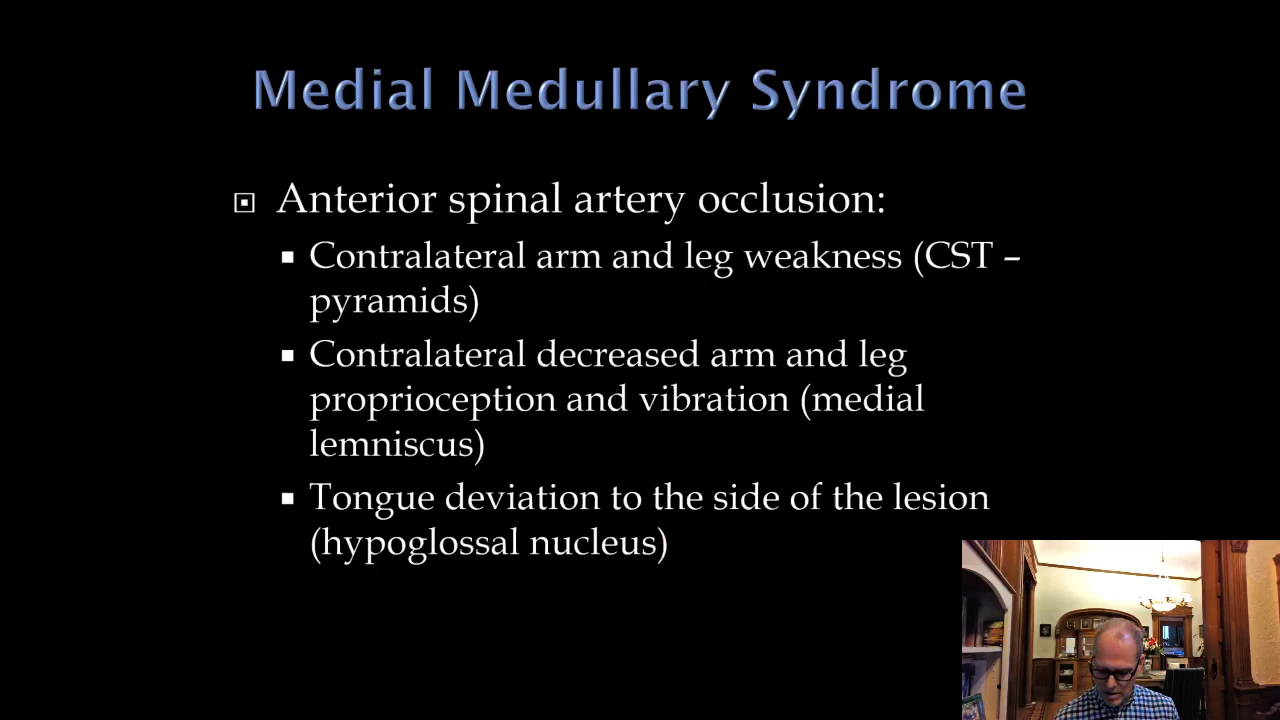 Medial Medullary Syndrome
Anterior spinal artery occlusion:
Contralateral arm and leg weakness (CST –
pyramids)
Contralateral decreased arm and leg
proprioception and vibration (medial
lemniscus)
Tongue deviation to the side of the lesion
(hypoglossal nucleus)